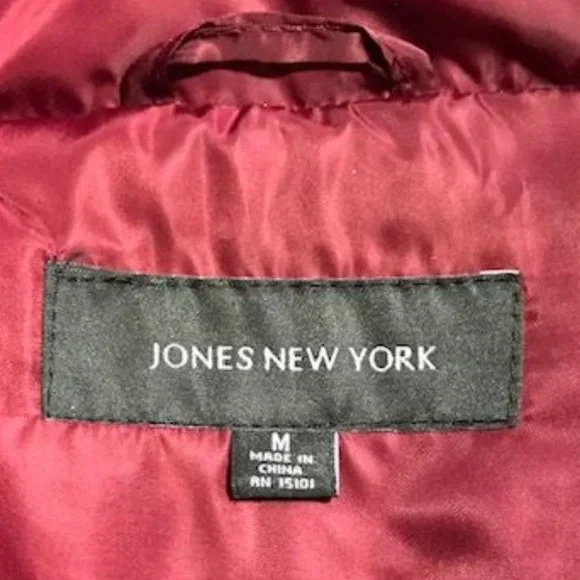 JONES NEW YORK
M
MADE IN
CHINA
RN 15101